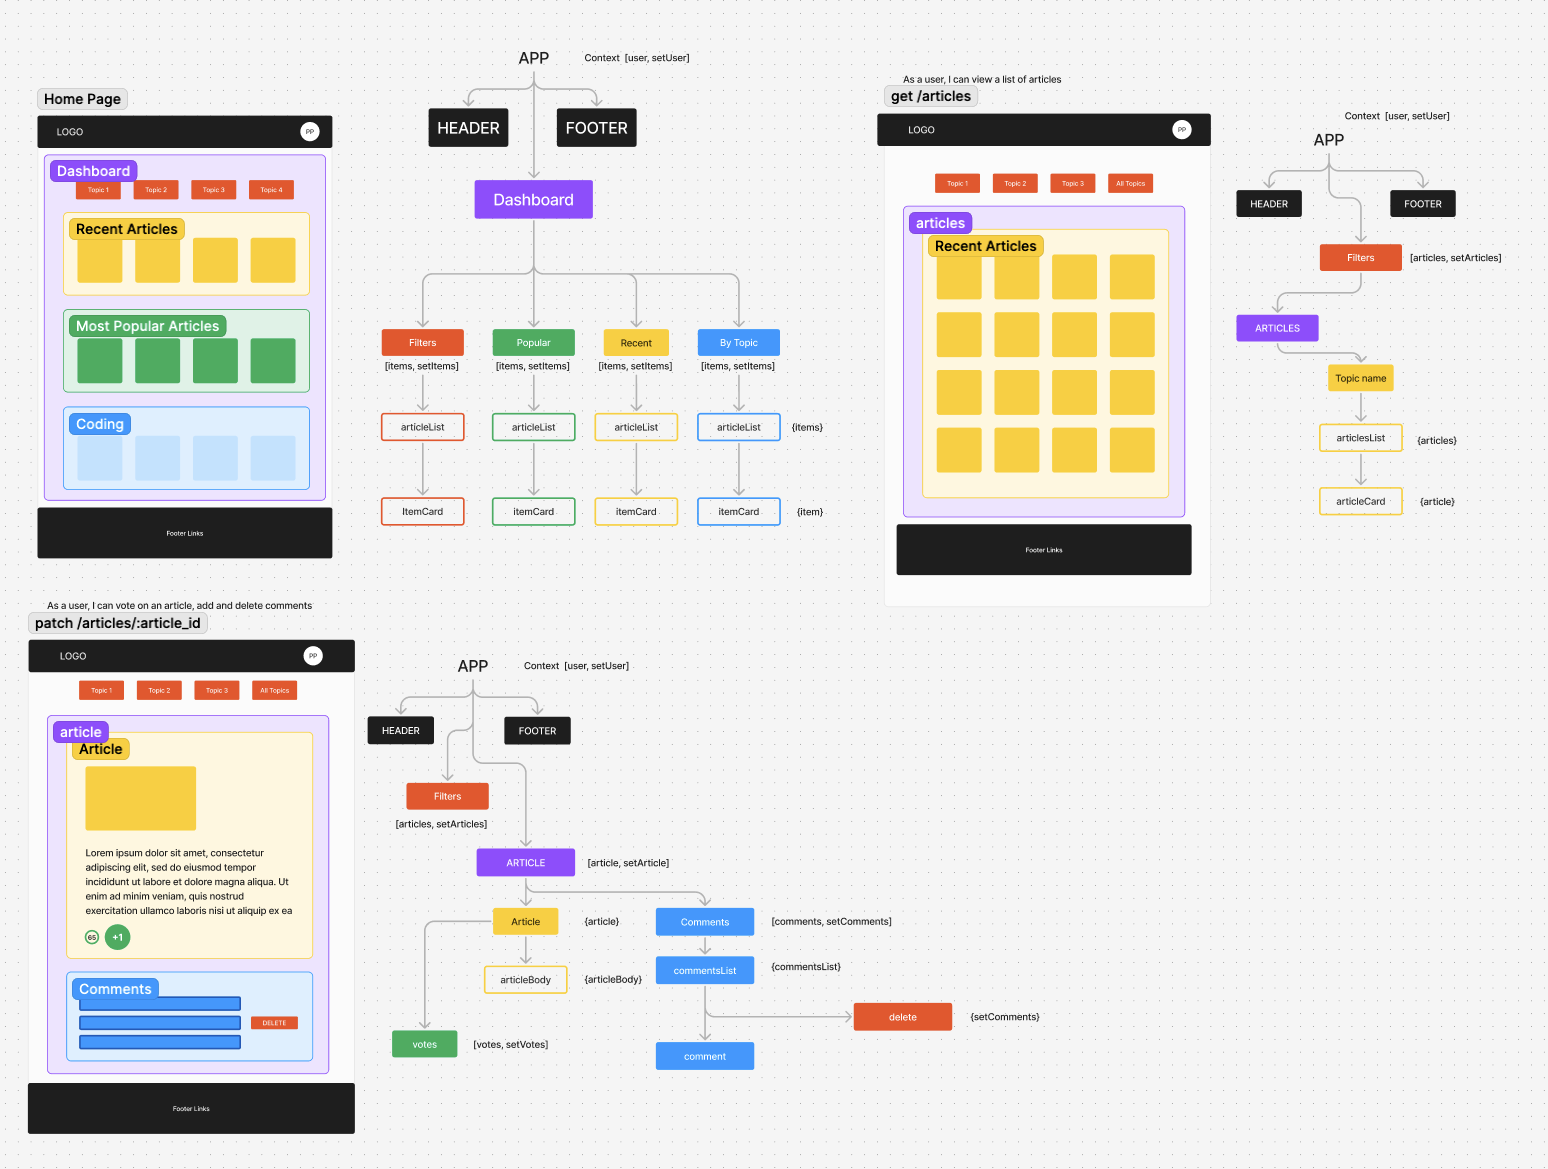 Home Page
LOGO
PP
Dashboard
Topic 1
Topic 2
Topic 3
Topic 4
Recent Articles
Most Popular Articles
Coding
Footer Links
APP
Context [user, setUser]
HEADER
FOOTER
Dashboard
Filters
Popular
Recent
By Topic
[items, setItems]
[items, setItems]
[items, setItems]
[items, setItems]
articleList
articleList
articleList
articleList
{items}
ItemCard
itemCard
itemCard
itemCard
{item}
As a user, I can view a list of articles
get /articles
LOGO
PP
Topic 1
Topic 2
Topic 3
All Topics
articles
Recent Articles
Footer Links
Context [user, setUser]
APP
HEADER
FOOTER
Filters
[articles, setArticles]
ARTICLES
Topic name
articlesList
{articles}
articleCard
{article}
As a user, I can vote on an article, add and delete comments
patch /articles/:article_id
LOGO
PP
Topic 1
Topic 2
Topic 3
All Topics
article
Article
Lorem ipsum dolor sit amet, consectetur
adipiscing elit, sed do eiusmod tempor
incididunt ut labore et dolore magna aliqua. Ut
enim ad minim veniam, quis nostrud
exercitation ullamco laboris nisi ut aliquip ex ea
65
+1
Comments
DELETE
Footer Links
APP
Context [user, setUser]
HEADER
FOOTER
Filters
[articles, setArticles]
ARTICLE
[article, setArticle]
Article
{article}
Comments
[comments, setComments]
articleBody
{articleBody}
commentsList
{commentsList}
delete
{setComments}
votes
[votes, setVotes]
comment